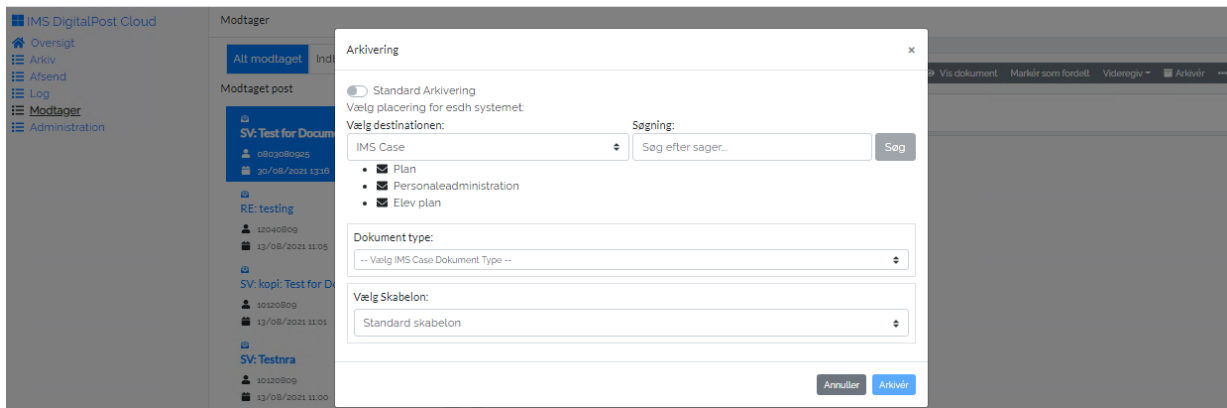 IMS DigitalPost Cloud
Oversigt
Arkiv
Afsend
Log
Modtager
Administration
Modtager
Alt modtaget
Modtaget post
SV: Test for
0803080925
30/08/2021 13:16
RE: testing
12040809
13/08/2021 11:05
SV: kopi: Test for
10120809
13/08/2021 11:01
SV: Testnra
10120809
13/08/2021 11:00
Vis dokument Markér som fordelt Videregiv Arkivér ...
Arkivering ×
Standard Arkivering
Vælg placering for esdh systemet:
Vælg destinationen: Søgning:
IMS Case Søg efter sager... Søg
Plan
Personaleadministration
Elev plan
Dokument type:
-- Vælg IMS Case Dokument Type --
Vælg Skabelon:
Standard skabelon
Annuller Arkivér